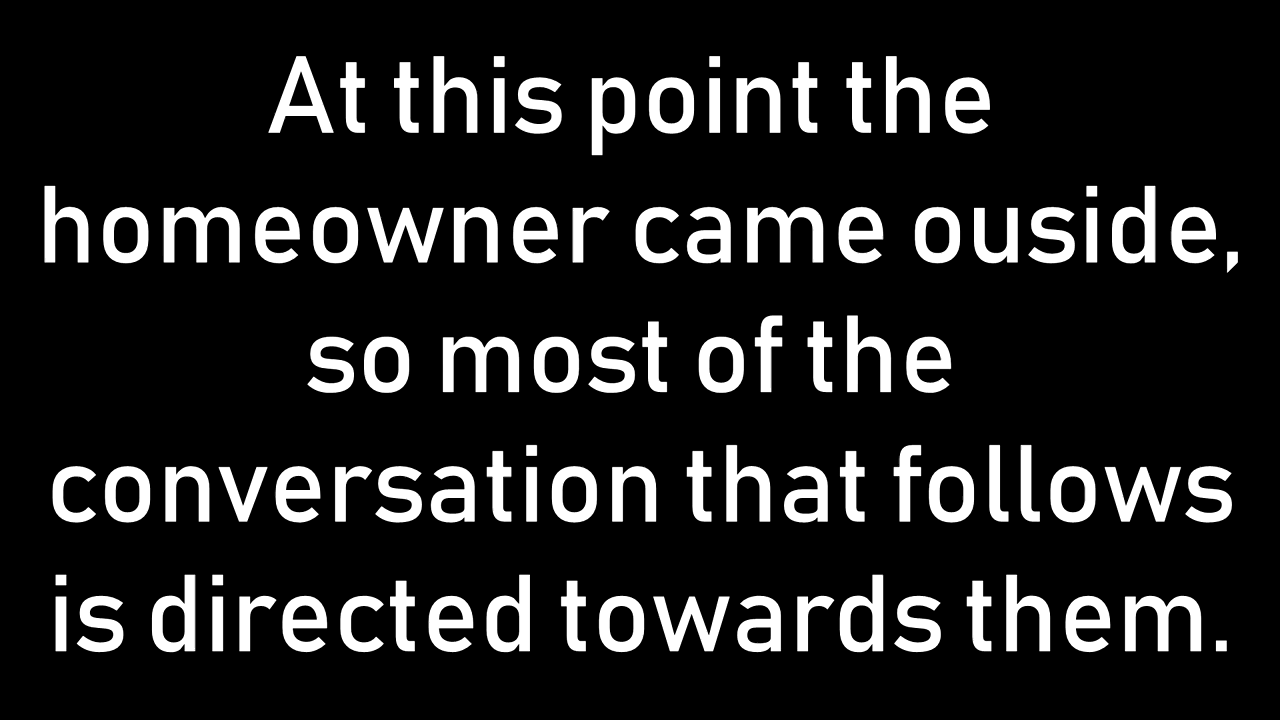 At this point the
homeowner came ouside,
so most of the
conversation that follows
is directed towards them.